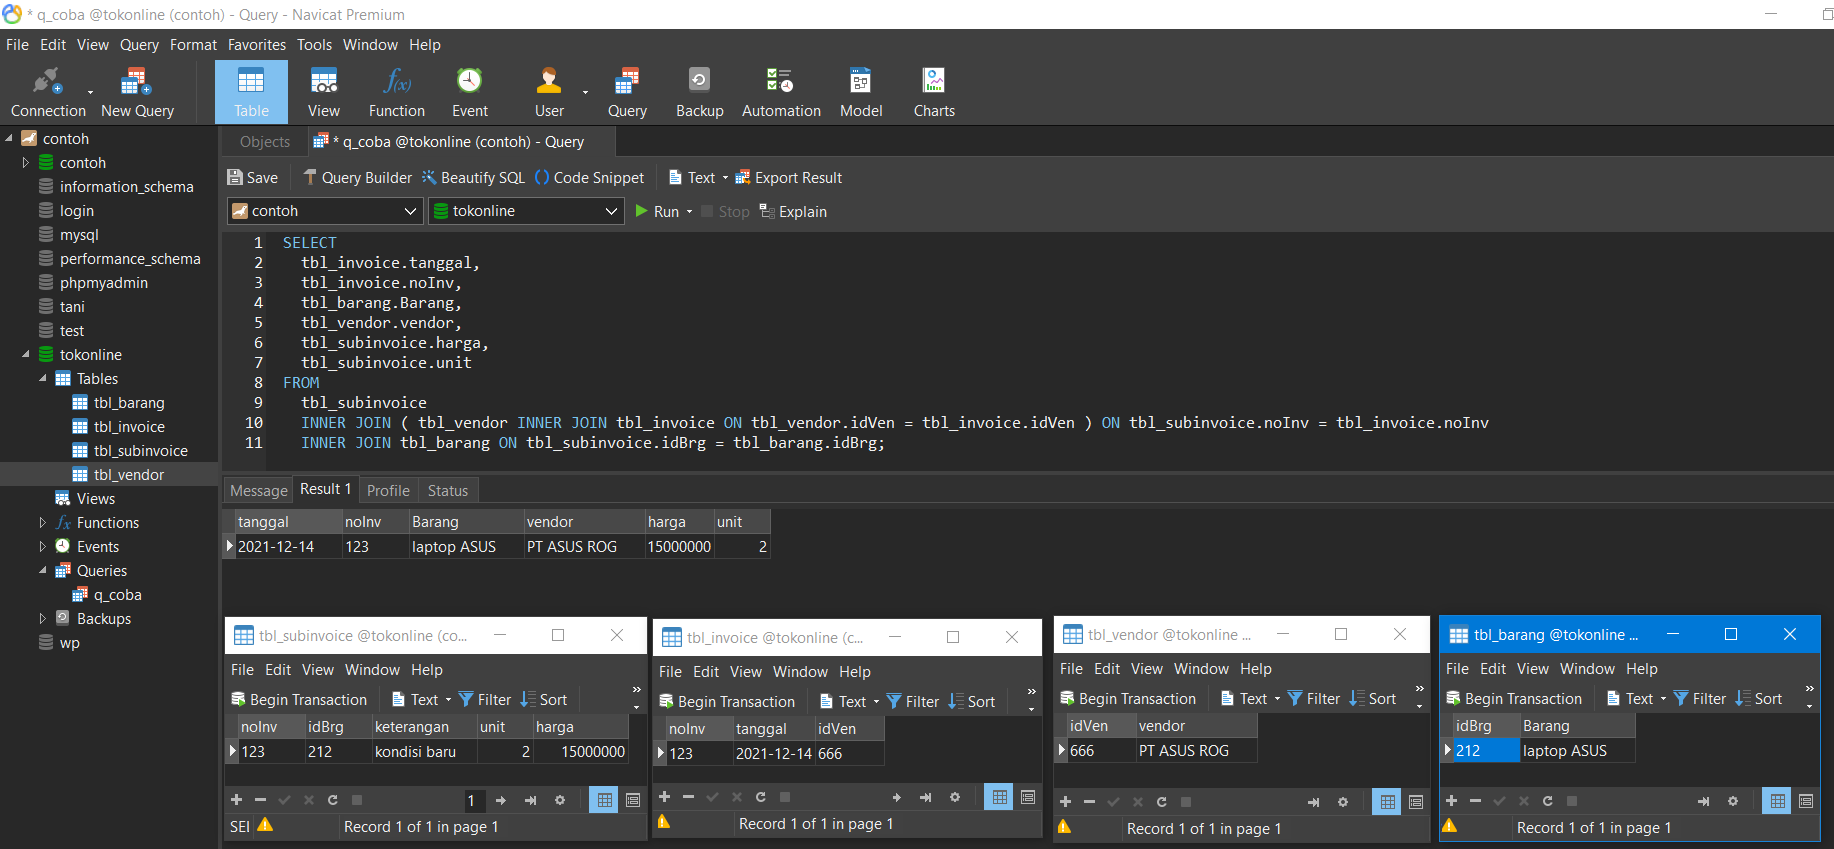 * q_coba @tokonline (contoh) - Query - Navicat Premium
File Edit View Query Format Favorites Tools Window Help
Connection New Query Table View Function Event User Query Backup Automation Model Charts
contoh
contoh
information_schema
login
mysql
performance_schema
phpmyadmin
tani
test
tokonline
Tables
tbl_barang
tbl_invoice
tbl_subinvoice
tbl_vendor
Views
Functions
Events
Queries
q_coba
Backups
wp
Objects * q_coba @tokonline (contoh) - Query
Save Query Builder Beautify SQL Code Snippet Text Export Result
contoh tokonline Run Stop Explain
1 SELECT
2 tbl_invoice.tanggal,
3 tbl_invoice.noInv,
4 tbl_barang.Barang,
5 tbl_vendor.vendor,
6 tbl_subinvoice.harga,
7 tbl_subinvoice.unit
8 FROM
9 tbl_subinvoice
10 INNER JOIN ( tbl_vendor INNER JOIN tbl_invoice ON tbl_vendor.idVen = tbl_invoice.idVen ) ON tbl_subinvoice.noInv = tbl_invoice.noInv
11 INNER JOIN tbl_barang ON tbl_subinvoice.idBrg = tbl_barang.idBrg;
Message Result 1 Profile Status
tanggal noInv Barang vendor harga unit
2021-12-14 123 laptop ASUS PT ASUS ROG 15000000 2
tbl_subinvoice @tokonline (co...
File Edit View Window Help
Begin Transaction Text Filter Sort »
noInv idBrg keterangan unit harga
123 212 kondisi baru 2 15000000
1
SEI Record 1 of 1 in page 1
tbl_invoice @tokonline (c...
File Edit View Window Help
Begin Transaction Text Filter Sort »
noInv tanggal idVen
123 2021-12-14 666
Record 1 of 1 in page 1
tbl_vendor @tokonline ...
File Edit View Window Help
Begin Transaction Text Filter Sort »
idVen vendor
666 PT ASUS ROG
Record 1 of 1 in page 1
tbl_barang @tokonline ...
File Edit View Window Help
Begin Transaction Text Filter Sort »
idBrg Barang
212 laptop ASUS
Record 1 of 1 in page 1